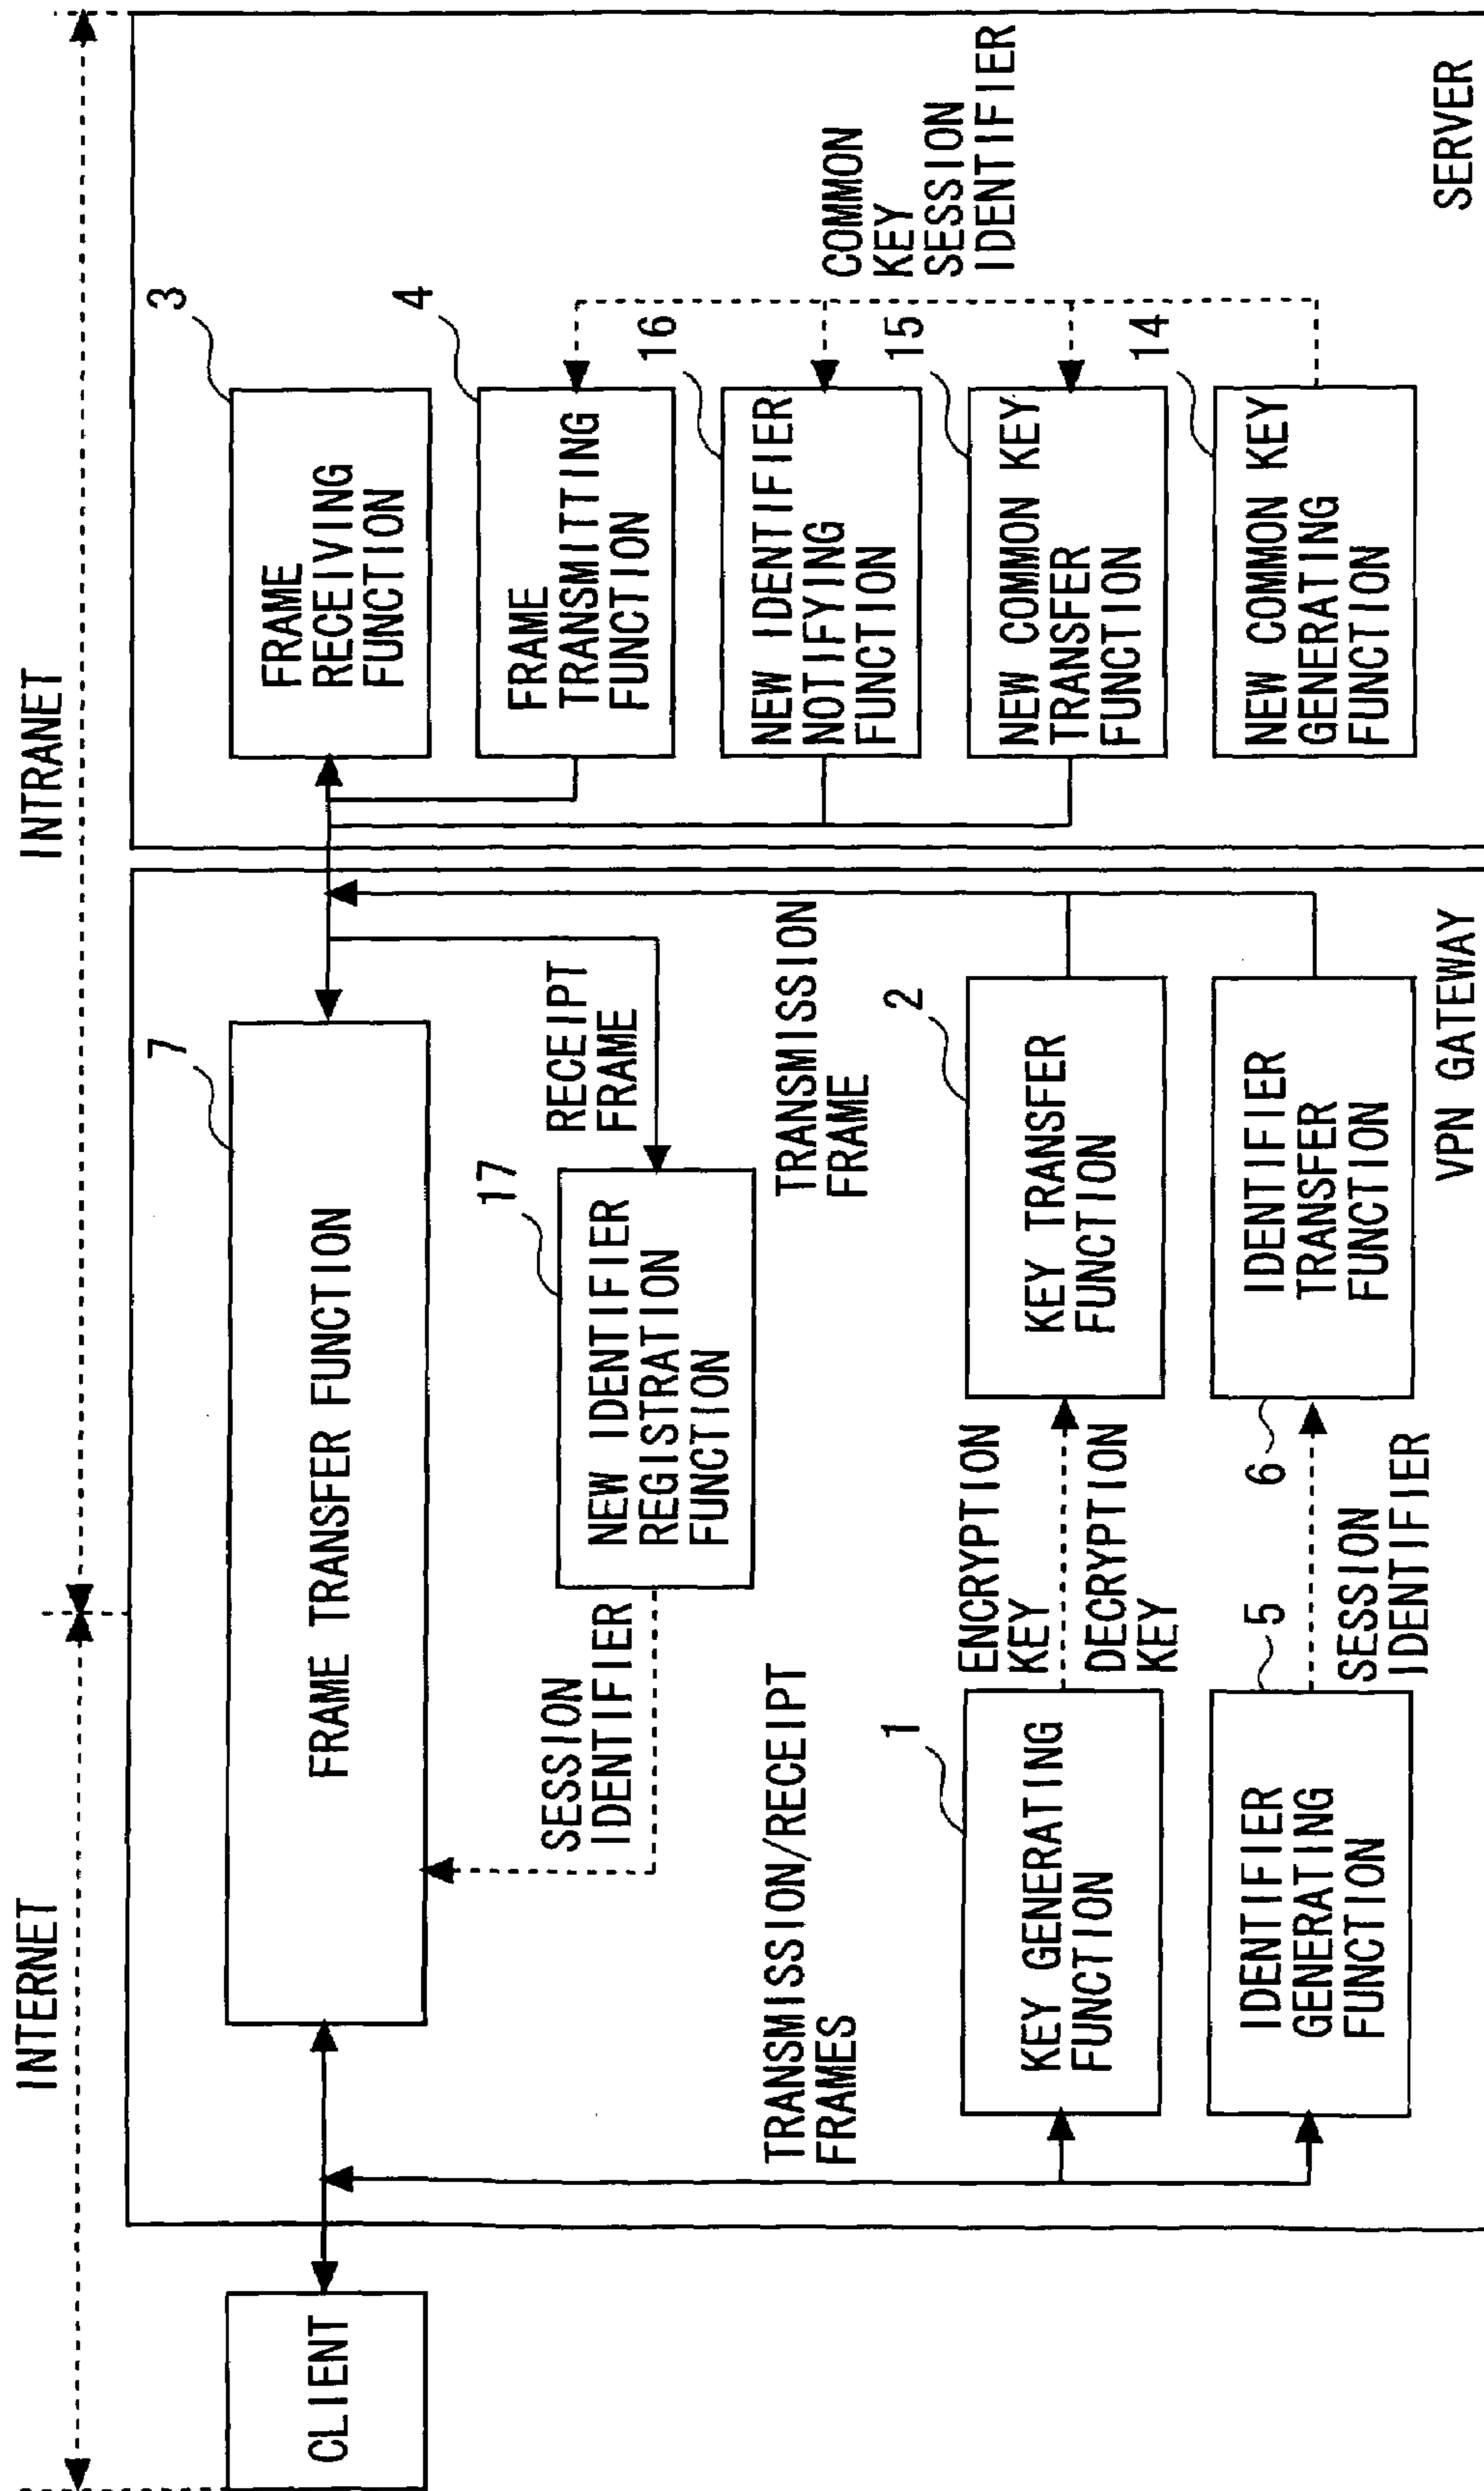 INTERNET
INTRANET
CLIENT
7
FRAME TRANSFER FUNCTION
3
FRAME
RECEIVING
FUNCTION
4
FRAME
TRANSMITTING
FUNCTION
SESSION
IDENTIFIER
17
NEW IDENTIFIER
REGISTRATION
FUNCTION
RECEIPT
FRAME
16
NEW IDENTIFIER
NOTIFYING
FUNCTION
COMMON
KEY
SESSION
IDENTIFIER
TRANSMISSION/RECEIPT
FRAMES
TRANSMISSION
FRAME
1
KEY GENERATING
FUNCTION
ENCRYPTION
KEY
DECRYPTION
KEY
2
KEY TRANSFER
FUNCTION
15
NEW COMMON KEY
TRANSFER
FUNCTION
14
NEW COMMON KEY
GENERATING
FUNCTION
IDENTIFIER
GENERATING
FUNCTION
5
SESSION
IDENTIFIER
6
IDENTIFIER
TRANSFER
FUNCTION
VPN GATEWAY
SERVER